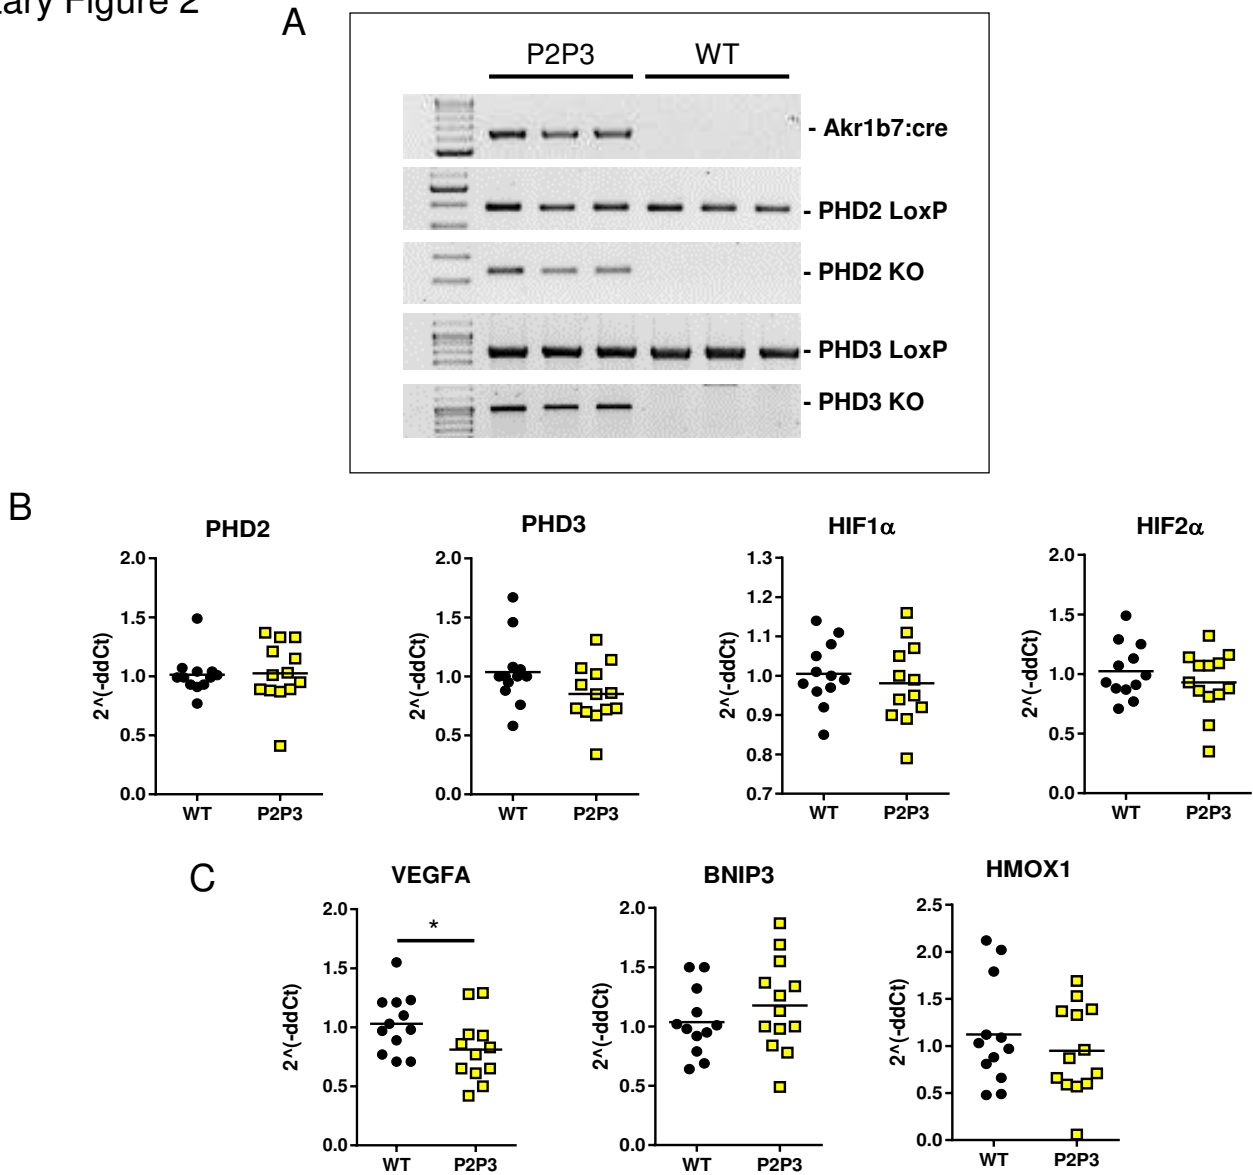 tary Figure 2
A
P2P3 WT
- Akr1b7:cre
- PHD2 LoxP
- PHD2 KO
- PHD3 LoxP
- PHD3 KO
B
PHD2 PHD3 HIF1α HIF2α
2^(-ddCt) 2^(-ddCt) 2^(-ddCt) 2^(-ddCt)
2.0 2.0 1.3 2.0
1.5 1.5 1.2 1.5
1.0 1.0 1.1 1.0
0.5 0.5 1.0 0.5
0.0 0.0 0.9 0.0
0.8
0.7
WT P2P3 WT P2P3 WT P2P3 WT P2P3
C
VEGFA BNIP3 HMOX1
*
2^(-ddCt) 2^(-ddCt) 2^(-ddCt)
2.0 2.0 2.5
1.5 1.5 2.0
1.0 1.0 1.5
0.5 0.5 1.0
0.0 0.0 0.5
0.0
WT P2P3 WT P2P3 WT P2P3